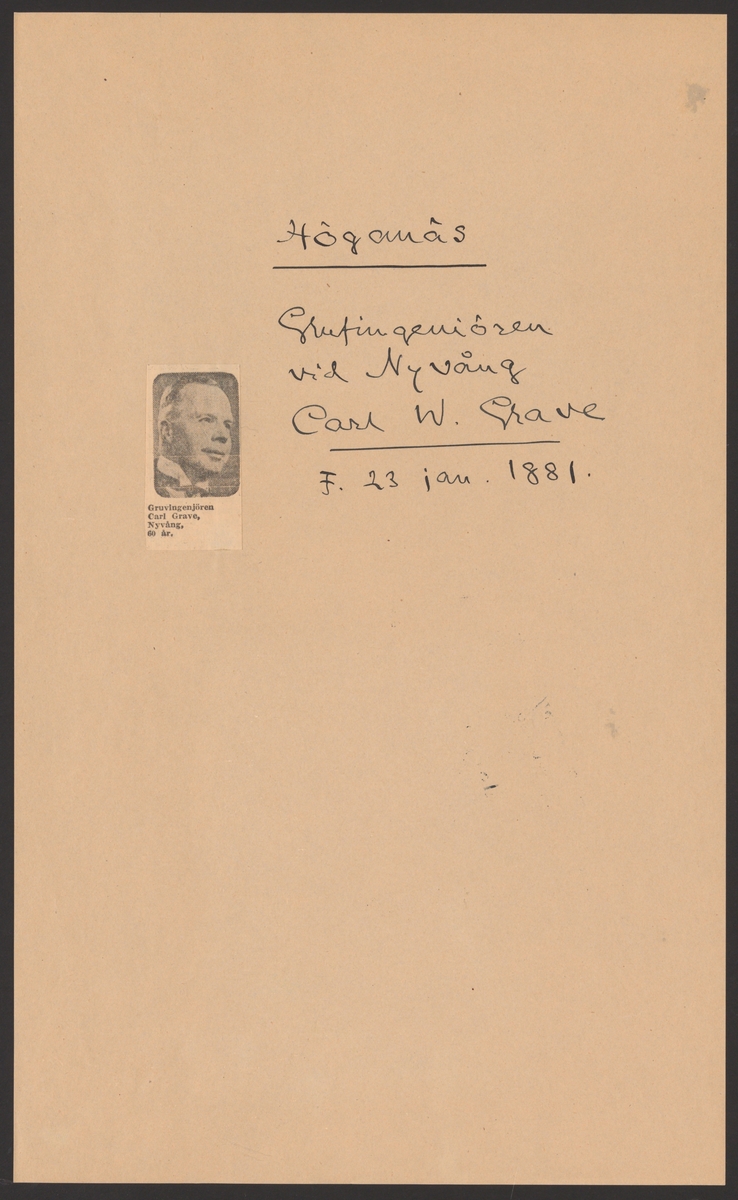 Höganäs
Grufingeniören
vid Nyvång
Carl W. Grave
F. 23 jan. 1881.
Gruvingenjören
Carl Grave,
Nyvång,
60 år.